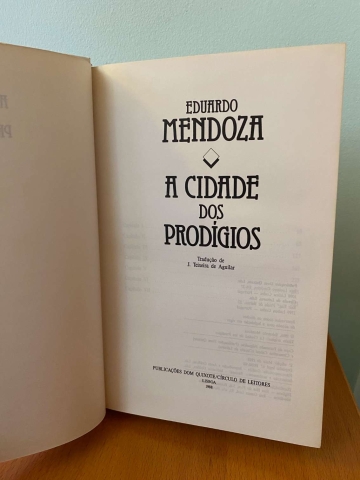 EDUARDO
MENDOZA
A CIDADE
DOS
PRODÍGIOS
Tradução de
J. Teixeira de Aguilar
PUBLICAÇÕES DOM QUIXOTE/CÍRCULO DE LEITORES
LISBOA